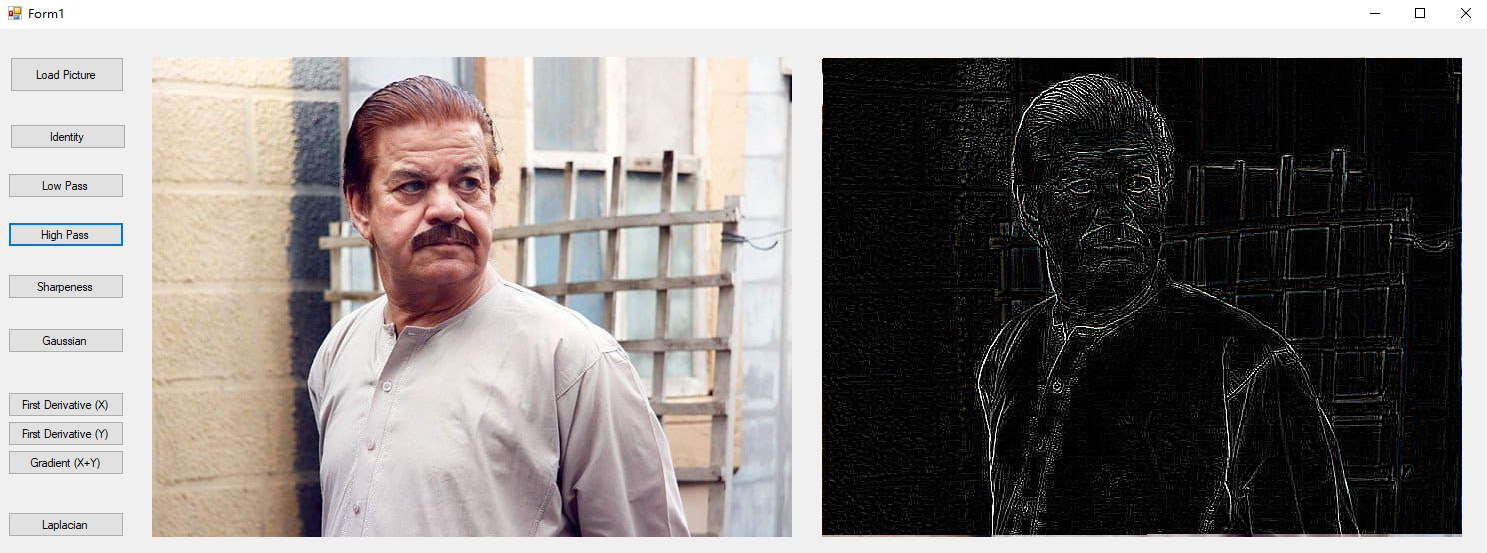 Form1
Load Picture
Identity
Low Pass
High Pass
Sharpeness
Gaussian
First Derivative (X)
First Derivative (Y)
Gradient (X+Y)
Laplacian